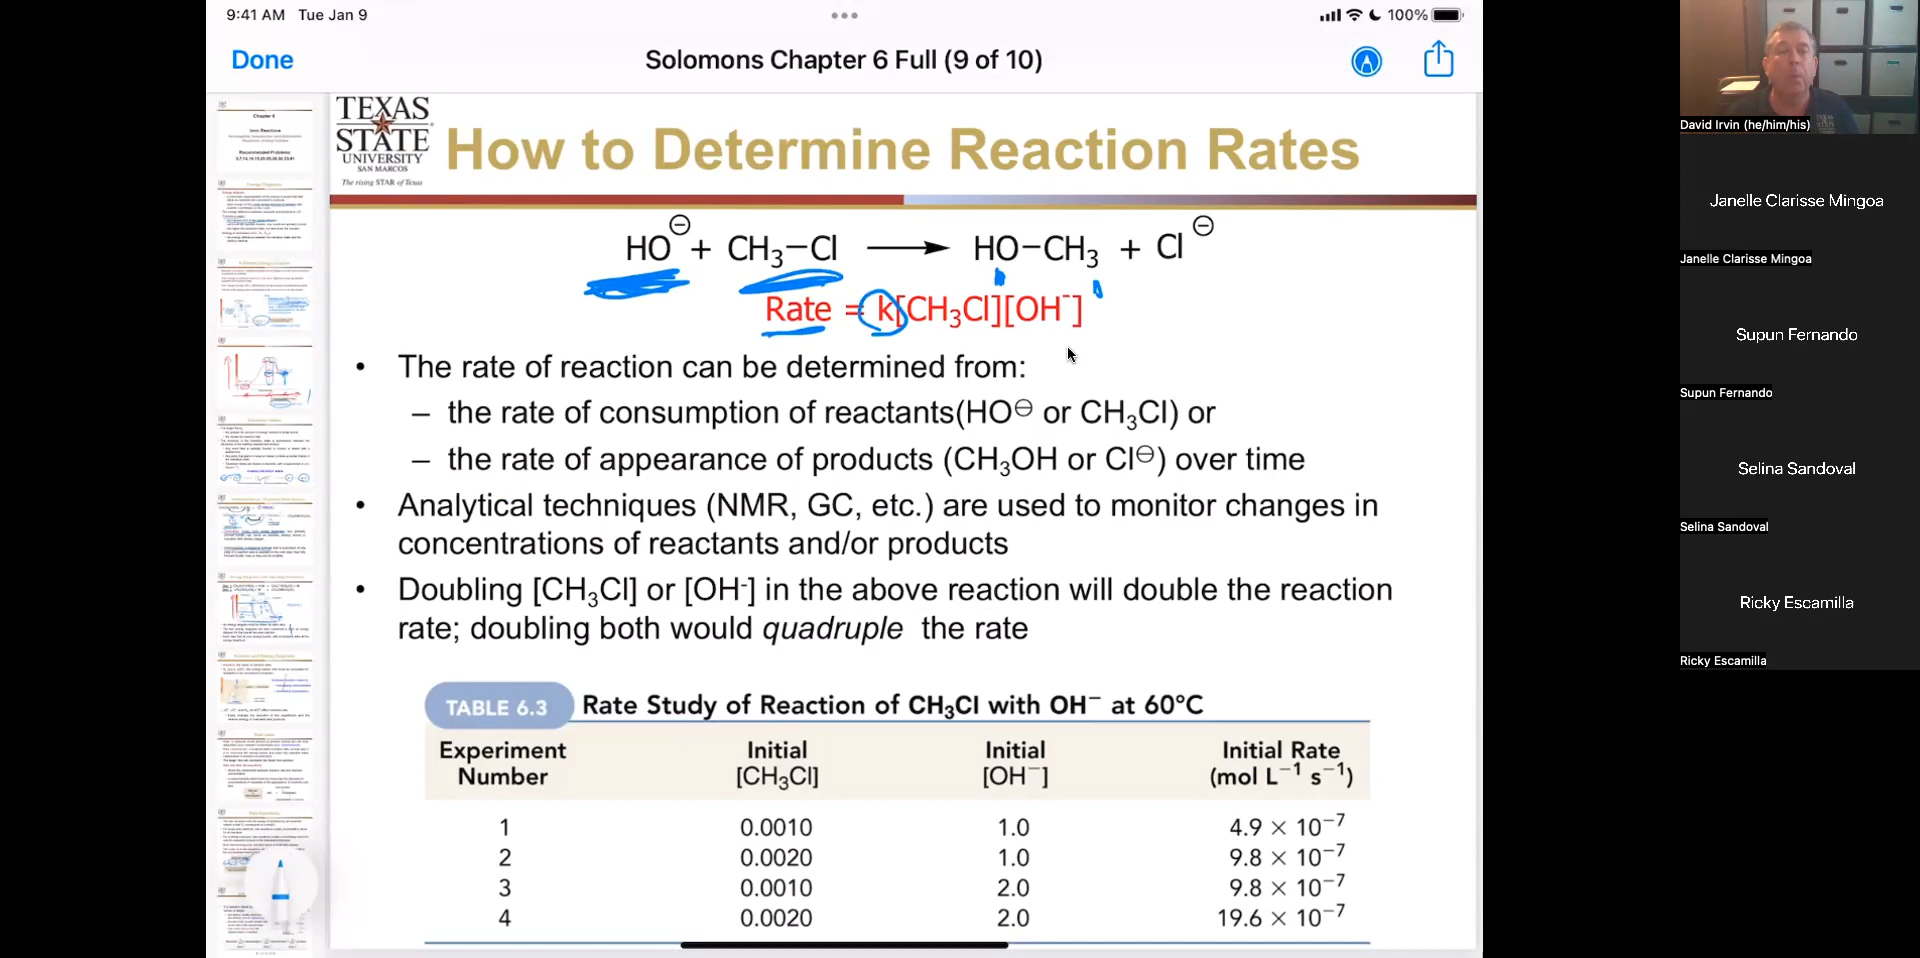 9:41 AM Tue Jan 9
100%
Done
Solomons Chapter 6 Full (9 of 10)
TEXAS
STATE
UNIVERSITY
SAN MARCOS
The rising STAR of Texas
How to Determine Reaction Rates
HO⊖ + CH₃−Cl ⟶ HO−CH₃ + Cl⊖
Rate = k[CH₃Cl][OH⁻]
• The rate of reaction can be determined from:
– the rate of consumption of reactants(HO⊖ or CH₃Cl) or
– the rate of appearance of products (CH₃OH or Cl⊖) over time
• Analytical techniques (NMR, GC, etc.) are used to monitor changes in
concentrations of reactants and/or products
• Doubling [CH₃Cl] or [OH-] in the above reaction will double the reaction
rate; doubling both would quadruple the rate
TABLE 6.3 Rate Study of Reaction of CH₃Cl with OH⁻ at 60°C
Experiment Number Initial [CH₃Cl] Initial [OH⁻] Initial Rate (mol L⁻¹ s⁻¹)
1 0.0010 1.0 4.9 × 10⁻⁷
2 0.0020 1.0 9.8 × 10⁻⁷
3 0.0010 2.0 9.8 × 10⁻⁷
4 0.0020 2.0 19.6 × 10⁻⁷
David Irvin (he/him/his)
Janelle Clarisse Mingoa
Janelle Clarisse Mingoa
Supun Fernando
Supun Fernando
Selina Sandoval
Selina Sandoval
Ricky Escamilla
Ricky Escamilla